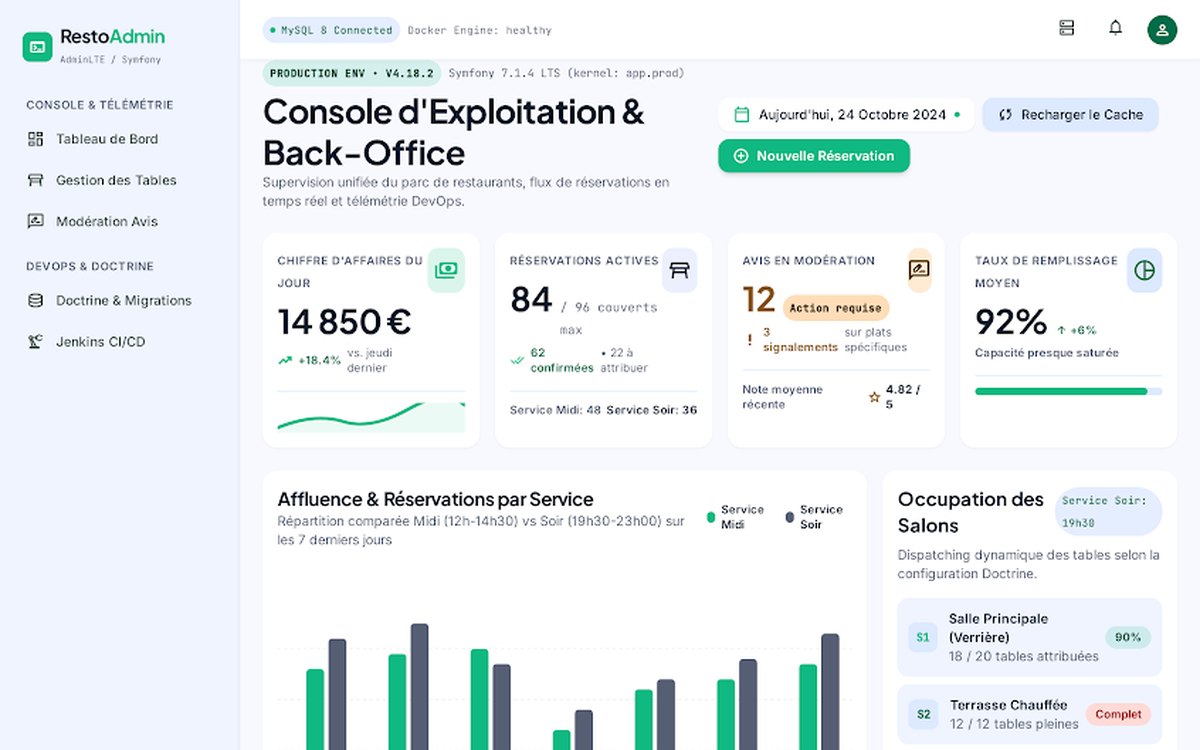 RestoAdmin
AdminLTE / Symfony
CONSOLE & TÉLÉMÉTRIE
Tableau de Bord
Gestion des Tables
Modération Avis
DEVOPS & DOCTRINE
Doctrine & Migrations
Jenkins CI/CD
MySQL 8 Connected
Docker Engine: healthy
PRODUCTION ENV • V4.18.2
Symfony 7.1.4 LTS (kernel: app.prod)
Console d'Exploitation &
Back-Office
Supervision unifiée du parc de restaurants, flux de réservations en
temps réel et télémétrie DevOps.
Aujourd'hui, 24 Octobre 2024
Recharger le Cache
Nouvelle Réservation
CHIFFRE D'AFFAIRES DU
JOUR
14 850 €
+18.4%
vs. jeudi
dernier
RÉSERVATIONS ACTIVES
84 / 96 couverts
max
62
confirmées
• 22 à
attribuer
Service Midi: 48 Service Soir: 36
AVIS EN MODÉRATION
12 Action requise
3
signalements
sur plats
spécifiques
Note moyenne
récente
4.82 /
5
TAUX DE REMPLISSAGE
MOYEN
92% ↑ +6%
Capacité presque saturée
Affluence & Réservations par Service
Répartition comparée Midi (12h-14h30) vs Soir (19h30-23h00) sur
les 7 derniers jours
Service
Midi
Service
Soir
Occupation des
Salons
Service Soir:
19h30
Dispatching dynamique des tables selon la
configuration Doctrine.
S1
Salle Principale
(Verrière)
18 / 20 tables attribuées
90%
S2
Terrasse Chauffée
12 / 12 tables pleines
Complet